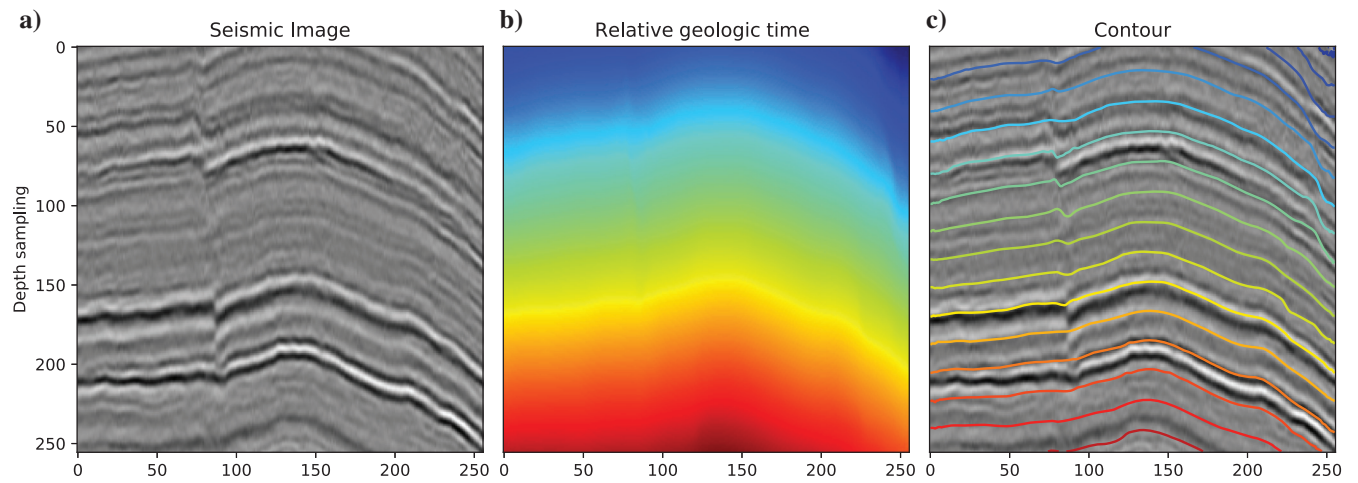 a) Seismic Image
b) Relative geologic time
c) Contour
Depth sampling
0
50
100
150
200
250
0 50 100 150 200 250
0 50 100 150 200 250
0 50 100 150 200 250